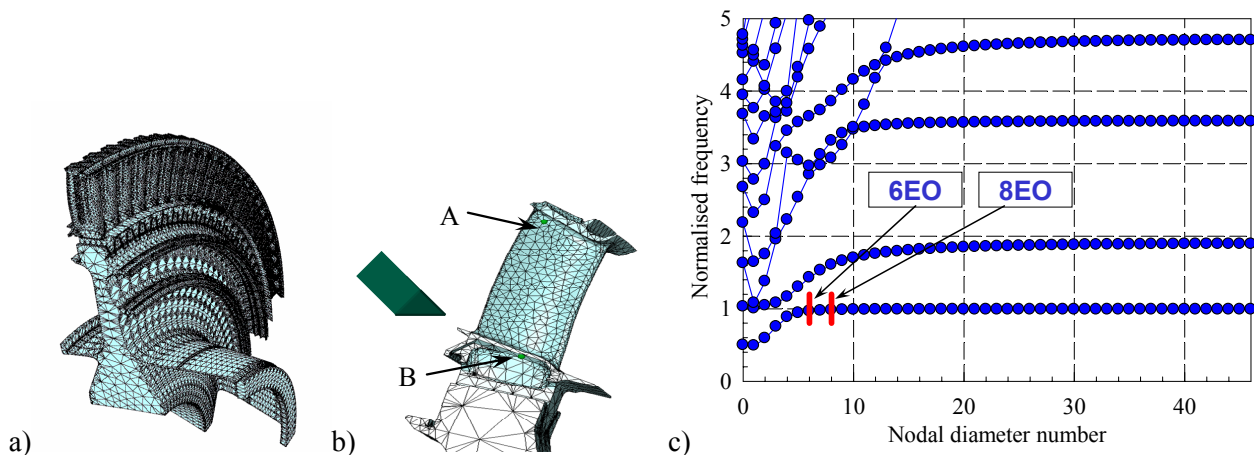 a)
A
B
b)
c)
Normalised frequency
5
4
3
2
1
0
6EO
8EO
0
10
20
30
40
Nodal diameter number